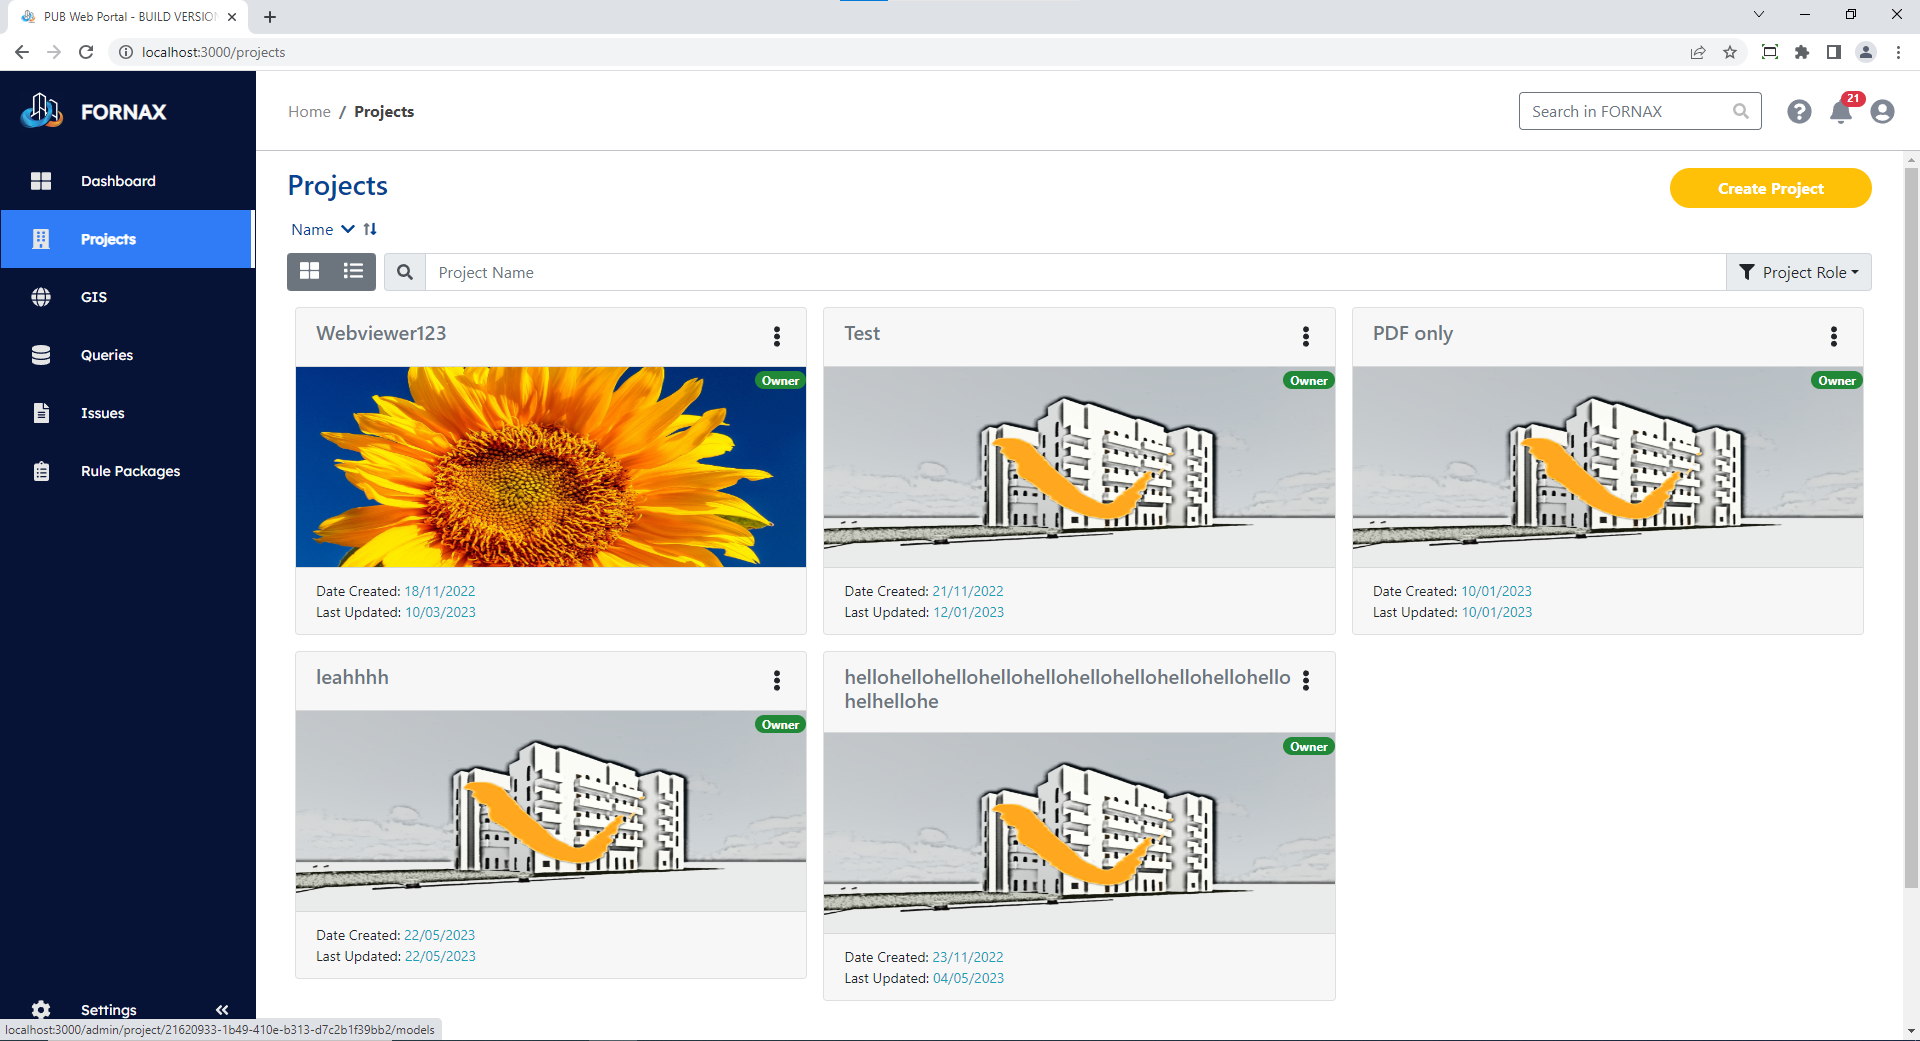 PUB Web Portal - BUILD VERSION
localhost:3000/projects
FORNAX
Home / Projects
Search in FORNAX
21
Dashboard
Projects
GIS
Queries
Issues
Rule Packages
Settings
Projects
Create Project
Name
Project Name
Project Role
Webviewer123
Owner
Date Created: 18/11/2022
Last Updated: 10/03/2023
Test
Owner
Date Created: 21/11/2022
Last Updated: 12/01/2023
PDF only
Owner
Date Created: 10/01/2023
Last Updated: 10/01/2023
leahhhh
Owner
Date Created: 22/05/2023
Last Updated: 22/05/2023
hellohellohellohellohellohellohellohellohellohello
helhellohe
Owner
Date Created: 23/11/2022
Last Updated: 04/05/2023
localhost:3000/admin/project/21620933-1b49-410e-b313-d7c2b1f39bb2/models